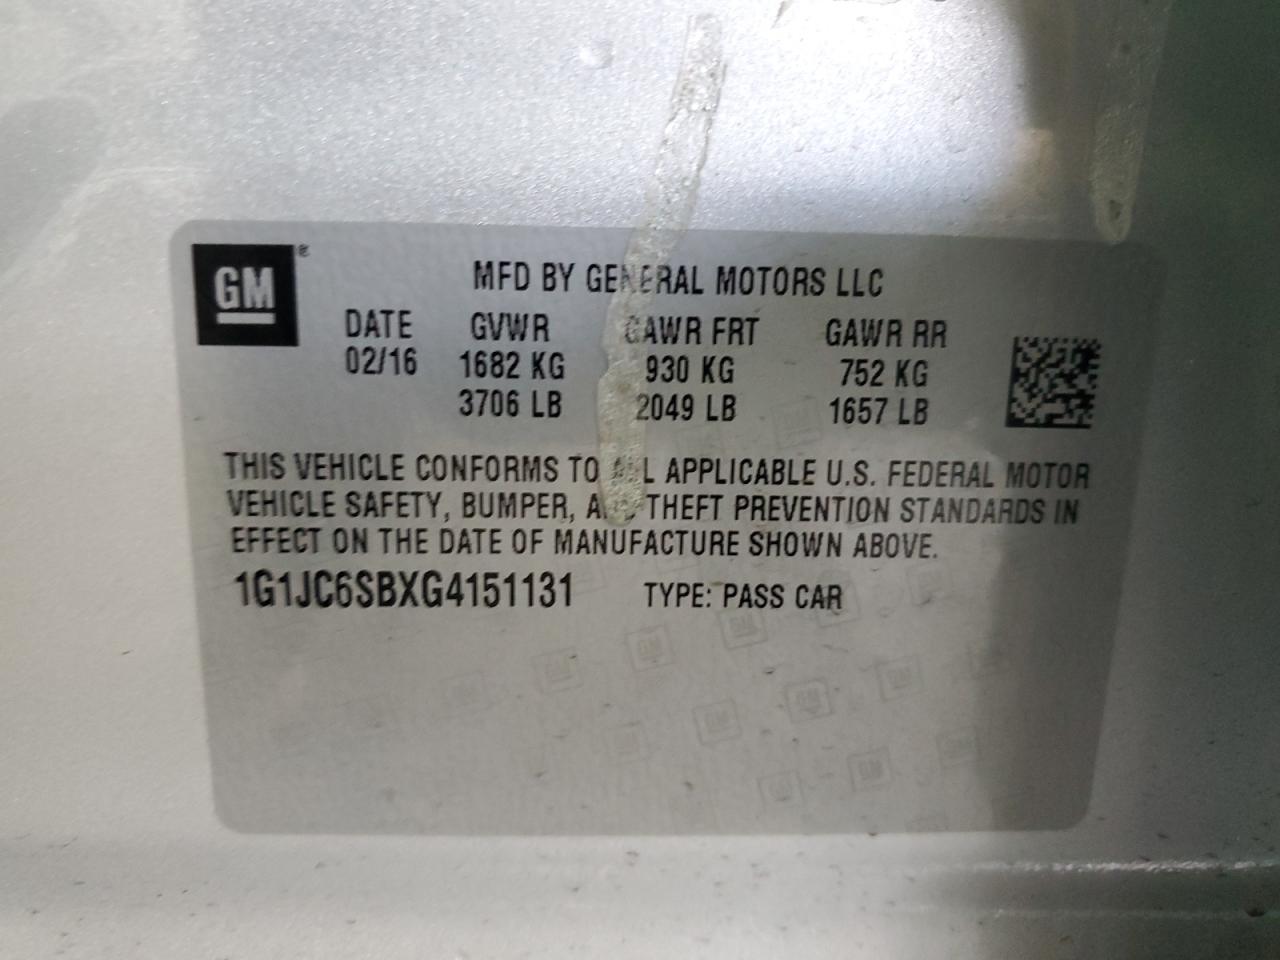 GM®
MFD BY GENERAL MOTORS LLC
DATE GVWR GAWR FRT GAWR RR
02/16 1682 KG 930 KG 752 KG
3706 LB 2049 LB 1657 LB
THIS VEHICLE CONFORMS TO ALL APPLICABLE U.S. FEDERAL MOTOR
VEHICLE SAFETY, BUMPER, AND THEFT PREVENTION STANDARDS IN
EFFECT ON THE DATE OF MANUFACTURE SHOWN ABOVE.
1G1JC6SBXG4151131 TYPE: PASS CAR